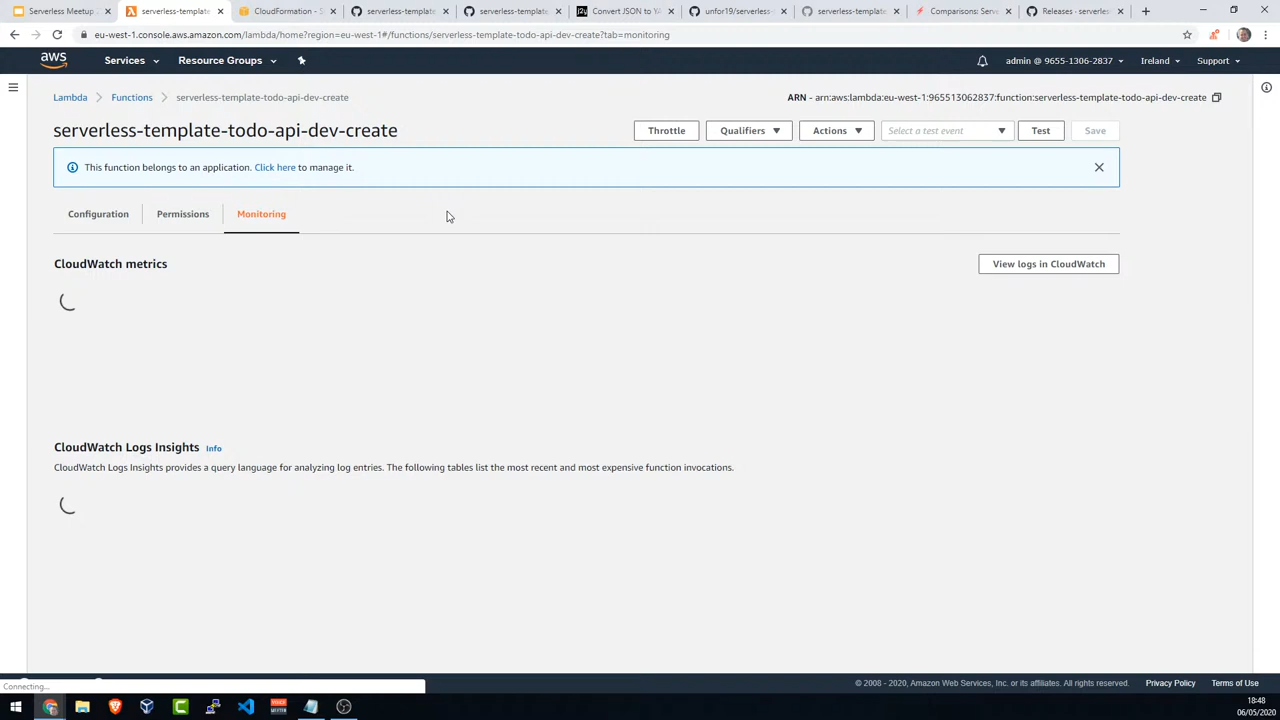 Serverless Meetup
serverless-template
CloudFormation - S
serverless-template
serverless-template
Convert JSON to YA
unfor19/serverless-
serverless-template
Comparisons: Serve
Releases · serverles
eu-west-1.console.aws.amazon.com/lambda/home?region=eu-west-1#/functions/serverless-template-todo-api-dev-create?tab=monitoring
aws
Services
Resource Groups
admin @ 9655-1306-2837
Ireland
Support
Lambda
Functions
serverless-template-todo-api-dev-create
ARN - arn:aws:lambda:eu-west-1:965513062837:function:serverless-template-todo-api-dev-create
serverless-template-todo-api-dev-create
Throttle
Qualifiers
Actions
Select a test event
Test
Save
This function belongs to an application. Click here to manage it.
Configuration
Permissions
Monitoring
CloudWatch metrics
View logs in CloudWatch
CloudWatch Logs Insights Info
CloudWatch Logs Insights provides a query language for analyzing log entries. The following tables list the most recent and most expensive function invocations.
Connecting...
© 2008 - 2020, Amazon Web Services, Inc. or its affiliates. All rights reserved.
Privacy Policy
Terms of Use
18:48
06/05/2020